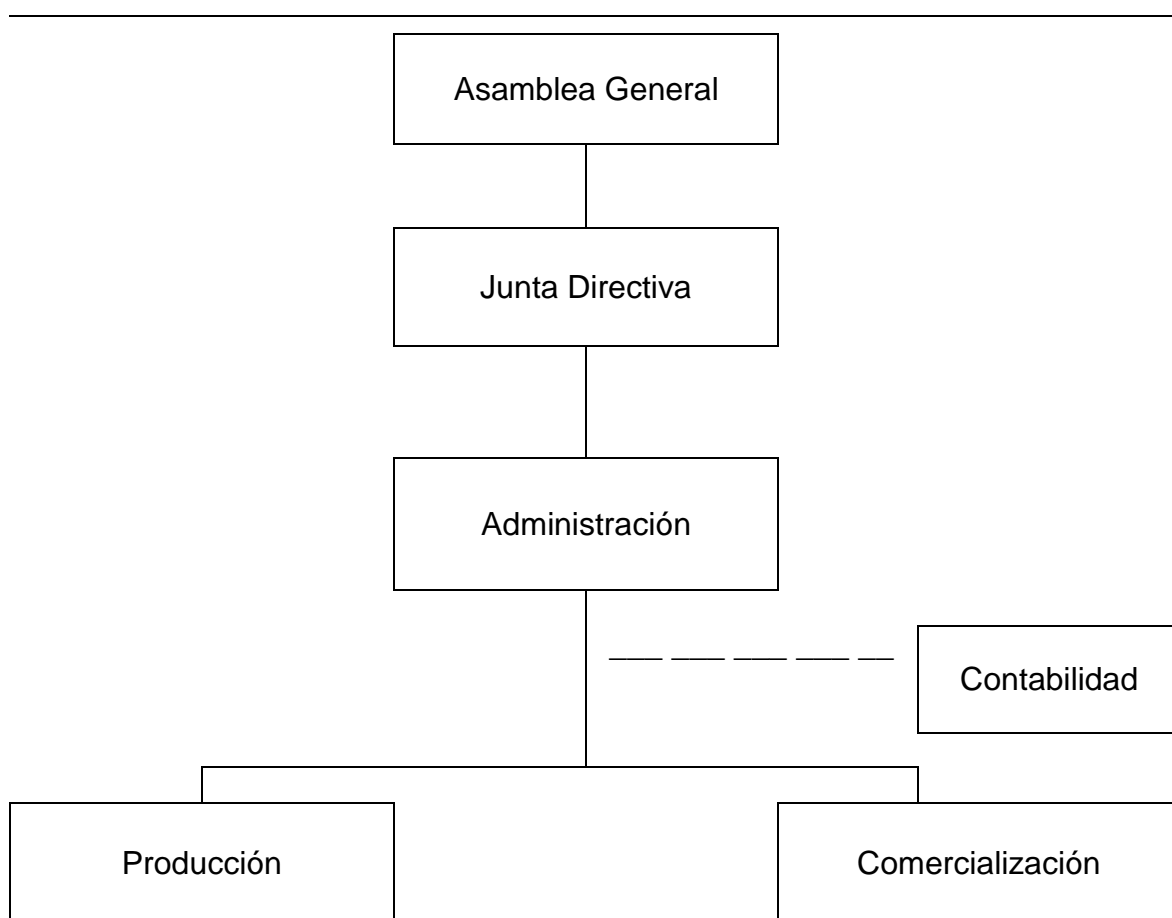 Asamblea General
Junta Directiva
Administración
Contabilidad
Producción
Comercialización